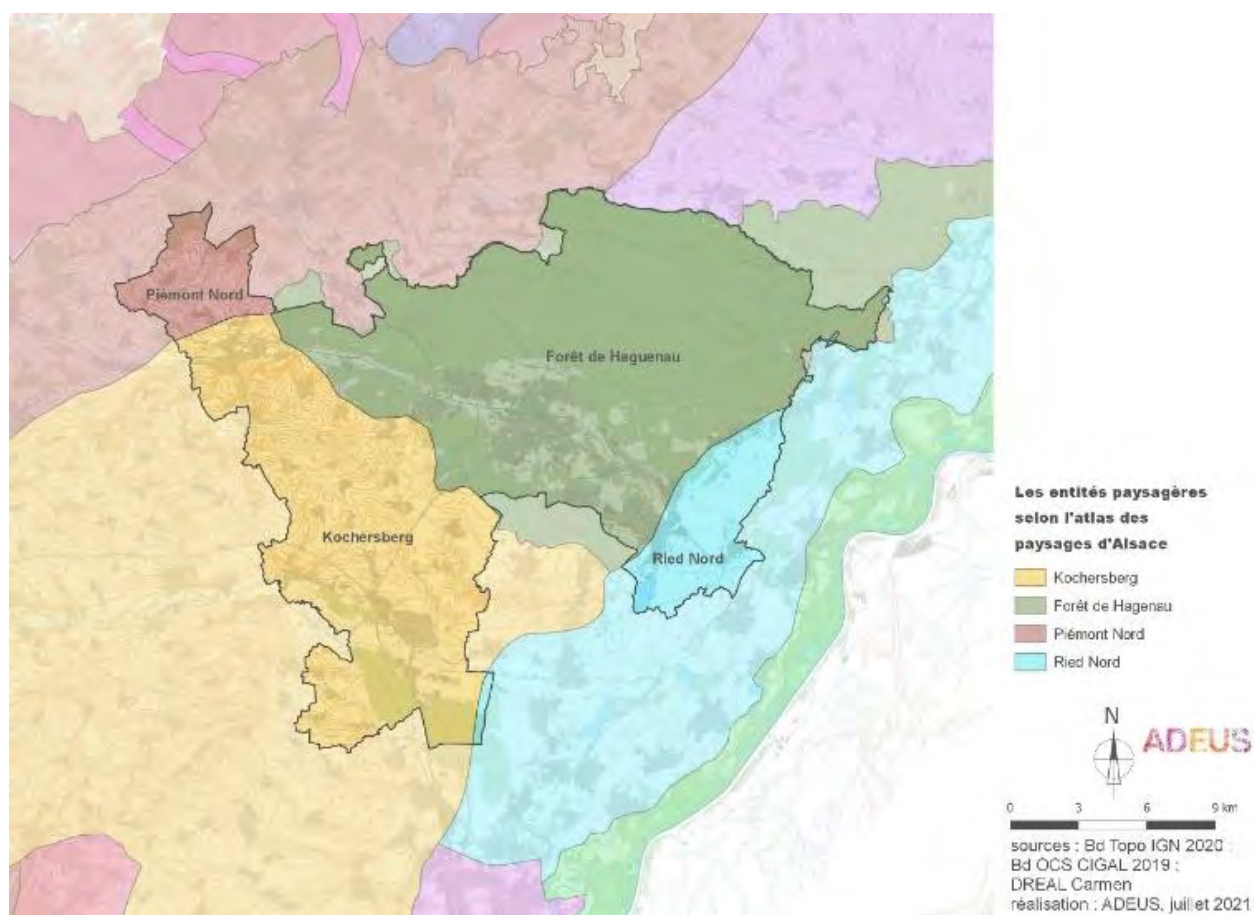 Piémont Nord
Forêt de Haguenau
Kochersberg
Ried Nord
Les entités paysagères
selon l'atlas des
paysages d'Alsace
Kochersberg
Forêt de Hagenau
Piémont Nord
Ried Nord
N
ADEUS
0 3 6 9 km
sources : Bd Topo IGN 2020 ;
Bd OCS CIGAL 2019 ;
DREAL Carmen
réalisation : ADEUS, juillet 2021